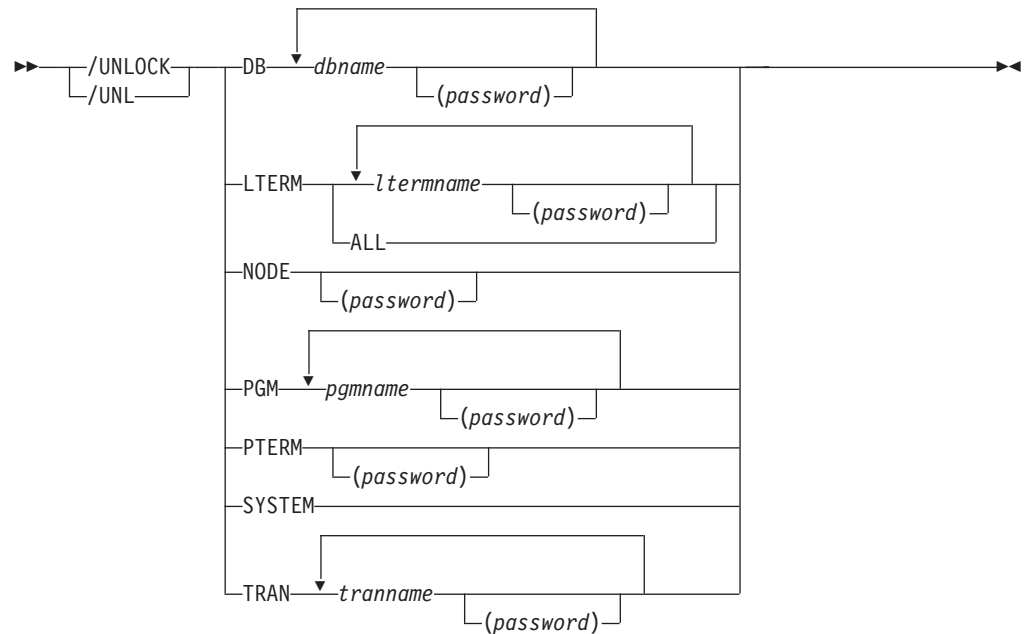 /UNLOCK DB dbname
/UNL (password)
LTERM ltermname
(password)
ALL
NODE
(password)
PGM pgmname
(password)
PTERM
(password)
SYSTEM
TRAN tranname
(password)